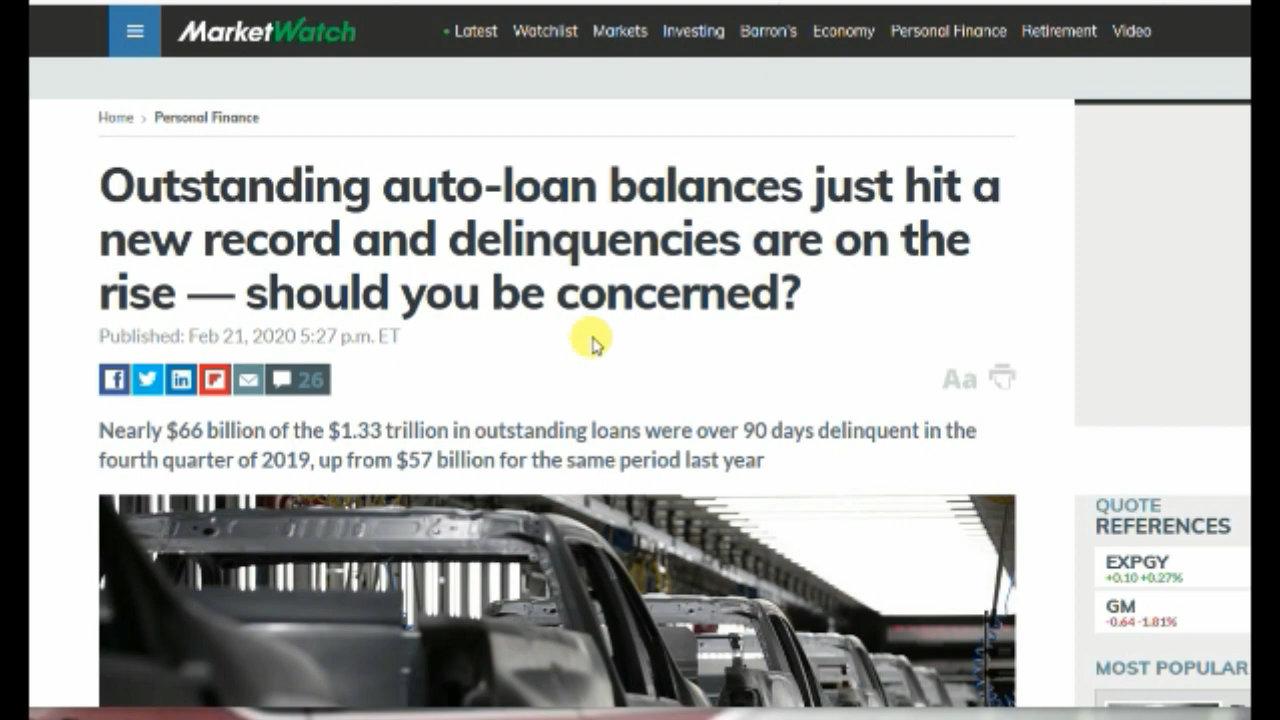 MarketWatch
Latest Watchlist Markets Investing Barron's Economy Personal Finance Retirement Video
Home > Personal Finance
Outstanding auto-loan balances just hit a
new record and delinquencies are on the
rise — should you be concerned?
Published: Feb 21, 2020 5:27 p.m. ET
26
Aa
Nearly $66 billion of the $1.33 trillion in outstanding loans were over 90 days delinquent in the
fourth quarter of 2019, up from $57 billion for the same period last year
QUOTE
REFERENCES
EXPGY
+0.10 +0.27%
GM
-0.64 -1.81%
MOST POPULAR